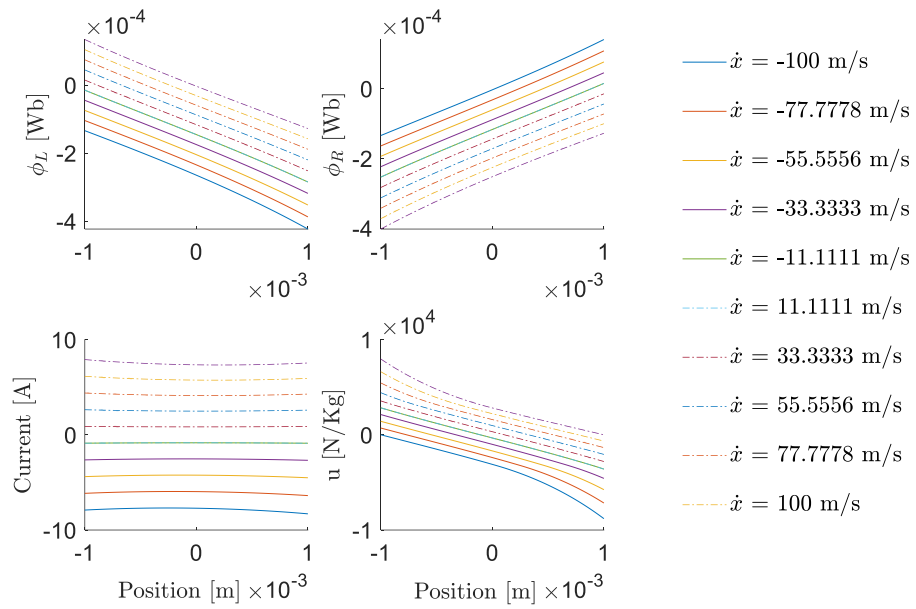 ×10-4
ϕL [Wb]
0
-2
-4
-1
0
1
×10-3
×10-4
ϕR [Wb]
0
-2
-4
-1
0
1
×10-3
10
0
-10
Current [A]
-1
0
1
Position [m] ×10-3
×104
1
0
-1
u [N/Kg]
-1
0
1
Position [m] ×10-3
ẋ = -100 m/s
ẋ = -77.7778 m/s
ẋ = -55.5556 m/s
ẋ = -33.3333 m/s
ẋ = -11.1111 m/s
ẋ = 11.1111 m/s
ẋ = 33.3333 m/s
ẋ = 55.5556 m/s
ẋ = 77.7778 m/s
ẋ = 100 m/s